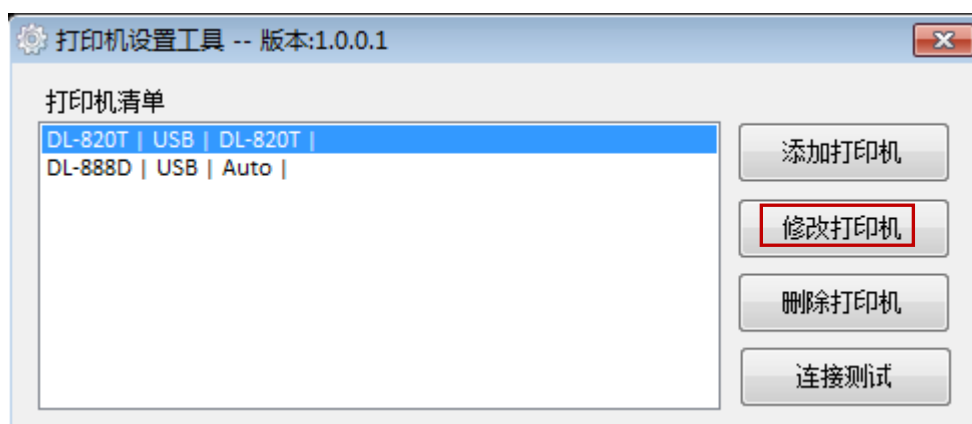 打印机设置工具 -- 版本:1.0.0.1
打印机清单
DL-820T | USB | DL-820T |
DL-888D | USB | Auto |
添加打印机
修改打印机
删除打印机
连接测试